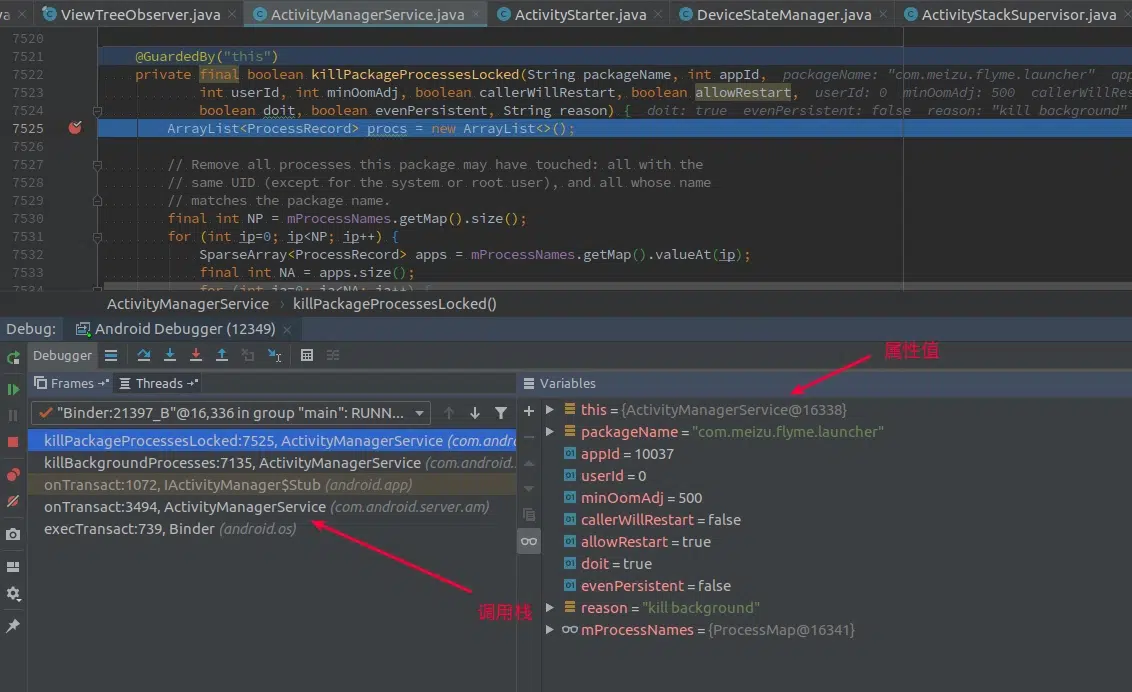 a ViewTreeObserver.java ActivityManagerService.java ActivityStarter.java DeviceStateManager.java ActivityStackSupervisor.java
7520
7521 @GuardedBy("this")
7522 private final boolean killPackageProcessesLocked(String packageName, int appId, packageName: "com.meizu.flyme.launcher" app
7523 int userId, int minOomAdj, boolean callerWillRestart, boolean allowRestart, userId: 0 minOomAdj: 500 callerWillRes
7524 boolean doit, boolean evenPersistent, String reason) { doit: true evenPersistent: false reason: "kill background"
7525 ArrayList<ProcessRecord> procs = new ArrayList<>();
7526
7527 // Remove all processes this package may have touched: all with the
7528 // same UID (except for the system or root user), and all whose name
7529 // matches the package name.
7530 final int NP = mProcessNames.getMap().size();
7531 for (int ip=0; ip<NP; ip++) {
7532 SparseArray<ProcessRecord> apps = mProcessNames.getMap().valueAt(ip);
7533 final int NA = apps.size();
7534 for (int ia=0; ia<NA; ia++) {
ActivityManagerService › killPackageProcessesLocked()
Debug: Android Debugger (12349)
Debugger
属性值
Frames Threads
Variables
"Binder:21397_B"@16,336 in group "main": RUNN...
killPackageProcessesLocked:7525, ActivityManagerService (com.andro
killBackgroundProcesses:7135, ActivityManagerService (com.android.
onTransact:1072, IActivityManager$Stub (android.app)
onTransact:3494, ActivityManagerService (com.android.server.am)
execTransact:739, Binder (android.os)
调用栈
this = {ActivityManagerService@16338}
packageName = "com.meizu.flyme.launcher"
appId = 10037
userId = 0
minOomAdj = 500
callerWillRestart = false
allowRestart = true
doit = true
evenPersistent = false
reason = "kill background"
mProcessNames = {ProcessMap@16341}